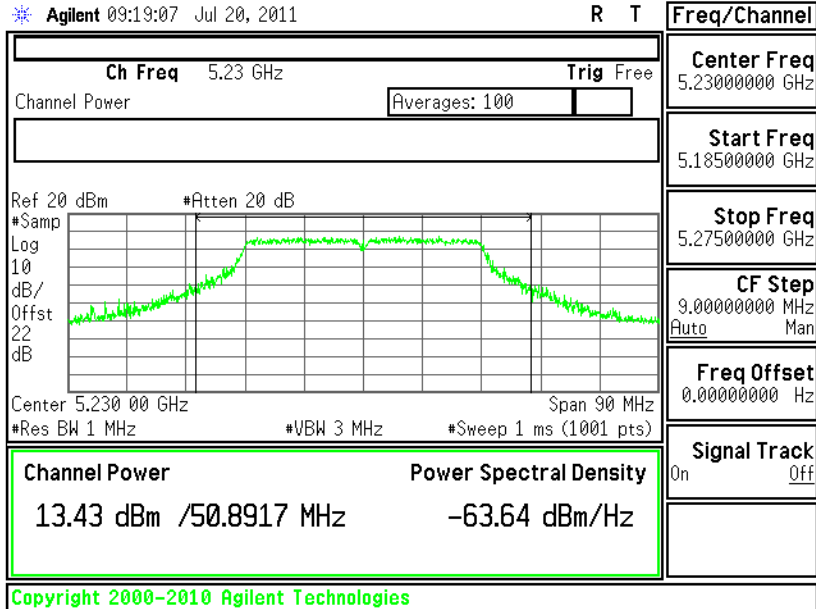 Agilent 09:19:07 Jul 20, 2011 R T
Freq/Channel
Ch Freq 5.23 GHz Trig Free
Channel Power Averages: 100
Ref 20 dBm #Atten 20 dB
#Samp
Log
10
dB/
Offst
22
dB
Center 5.230 00 GHz Span 90 MHz
#Res BW 1 MHz #VBW 3 MHz #Sweep 1 ms (1001 pts)
Channel Power Power Spectral Density
13.43 dBm /50.8917 MHz -63.64 dBm/Hz
Center Freq
5.23000000 GHz
Start Freq
5.18500000 GHz
Stop Freq
5.27500000 GHz
CF Step
9.00000000 MHz
Auto Man
Freq Offset
0.00000000 Hz
Signal Track
On Off
Copyright 2000-2010 Agilent Technologies